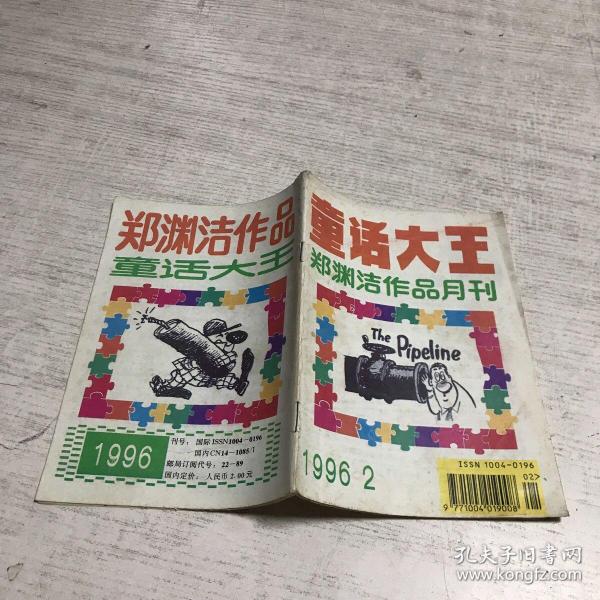 郑渊洁作品
童话大王
1996
刊号：国际ISSN1004-0196
国内CN14-1085/1
邮局订阅代号：22-89
国内定价：人民币2.00元
童话大王
郑渊洁作品月刊
The Pipeline
1996 2
ISSN 1004-0196
02>
9 771004 019008
孔夫子旧书网
www.kongfz.com